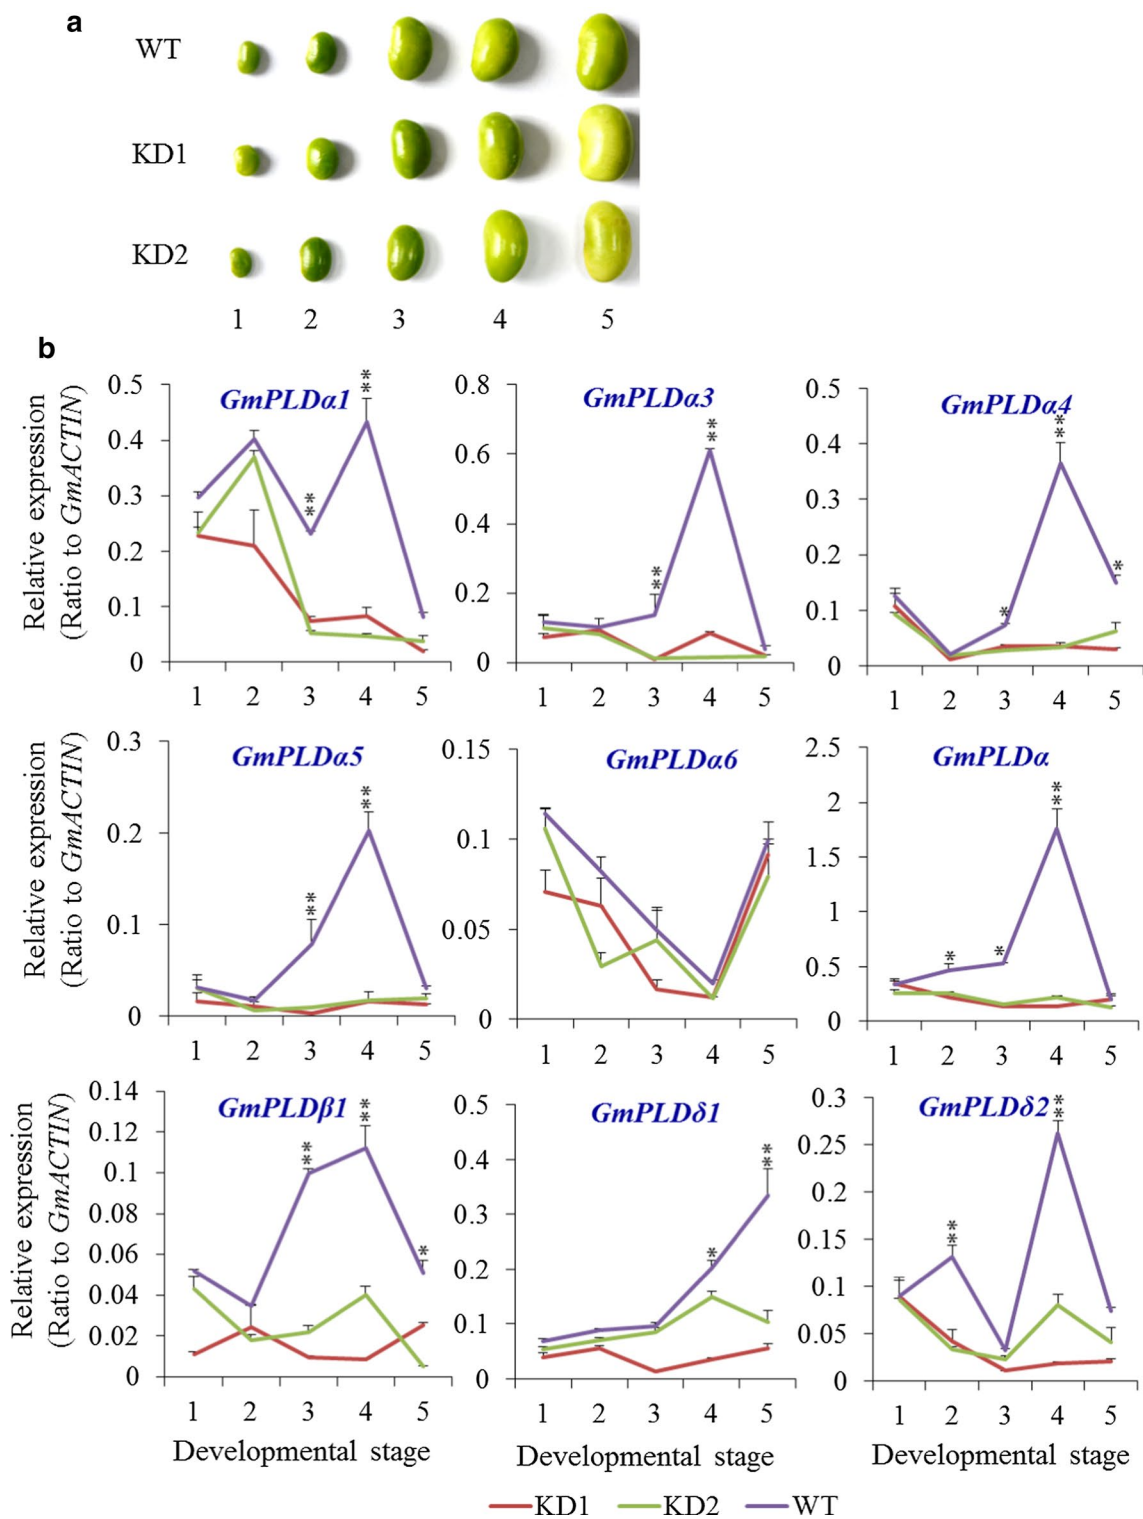 a
WT
KD1
KD2
1 2 3 4 5
b
Relative expression
(Ratio to GmACTIN)
GmPLDα1
0.5
0.4
0.3
0.2
0.1
0
**
**
1 2 3 4 5
GmPLDα3
0.8
0.6
0.4
0.2
0
**
**
1 2 3 4 5
GmPLDα4
0.5
0.4
0.3
0.2
0.1
0
*
**
*
1 2 3 4 5
Relative expression
(Ratio to GmACTIN)
GmPLDα5
0.3
0.2
0.1
0
**
**
1 2 3 4 5
GmPLDα6
0.15
0.1
0.05
0
1 2 3 4 5
GmPLDα
2.5
2
1.5
1
0.5
0
*
*
**
1 2 3 4 5
Relative expression
(Ratio to GmACTIN)
GmPLDβ1
0.14
0.12
0.1
0.08
0.06
0.04
0.02
0
**
**
*
1 2 3 4 5
Developmental stage
GmPLDδ1
0.5
0.4
0.3
0.2
0.1
0
*
**
1 2 3 4 5
Developmental stage
GmPLDδ2
0.3
0.25
0.2
0.15
0.1
0.05
0
**
**
1 2 3 4 5
Developmental stage
KD1 KD2 WT